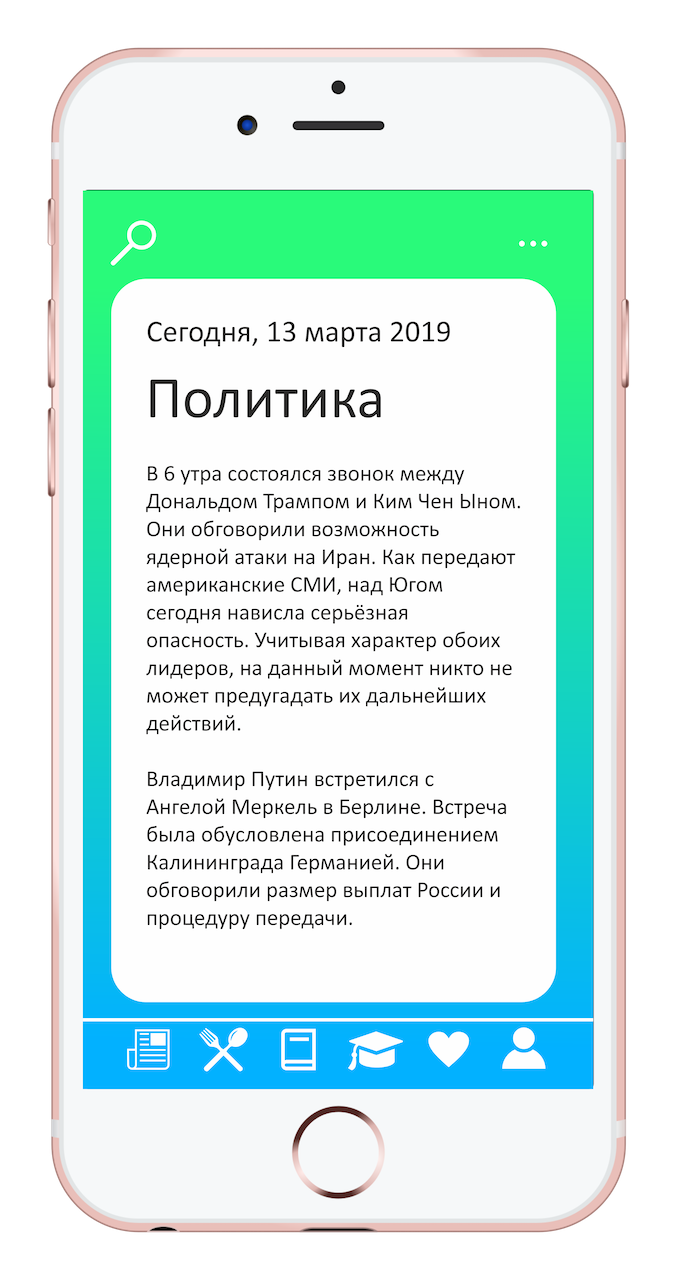 Сегодня, 13 марта 2019
Политика
В 6 утра состоялся звонок между
Дональдом Трампом и Ким Чен Ыном.
Они обговорили возможность
ядерной атаки на Иран. Как передают
американские СМИ, над Югом
сегодня нависла серьёзная
опасность. Учитывая характер обоих
лидеров, на данный момент никто не
может предугадать их дальнейших
действий.
Владимир Путин встретился с
Ангелой Меркель в Берлине. Встреча
была обусловлена присоединением
Калининграда Германией. Они
обговорили размер выплат России и
процедуру передачи.